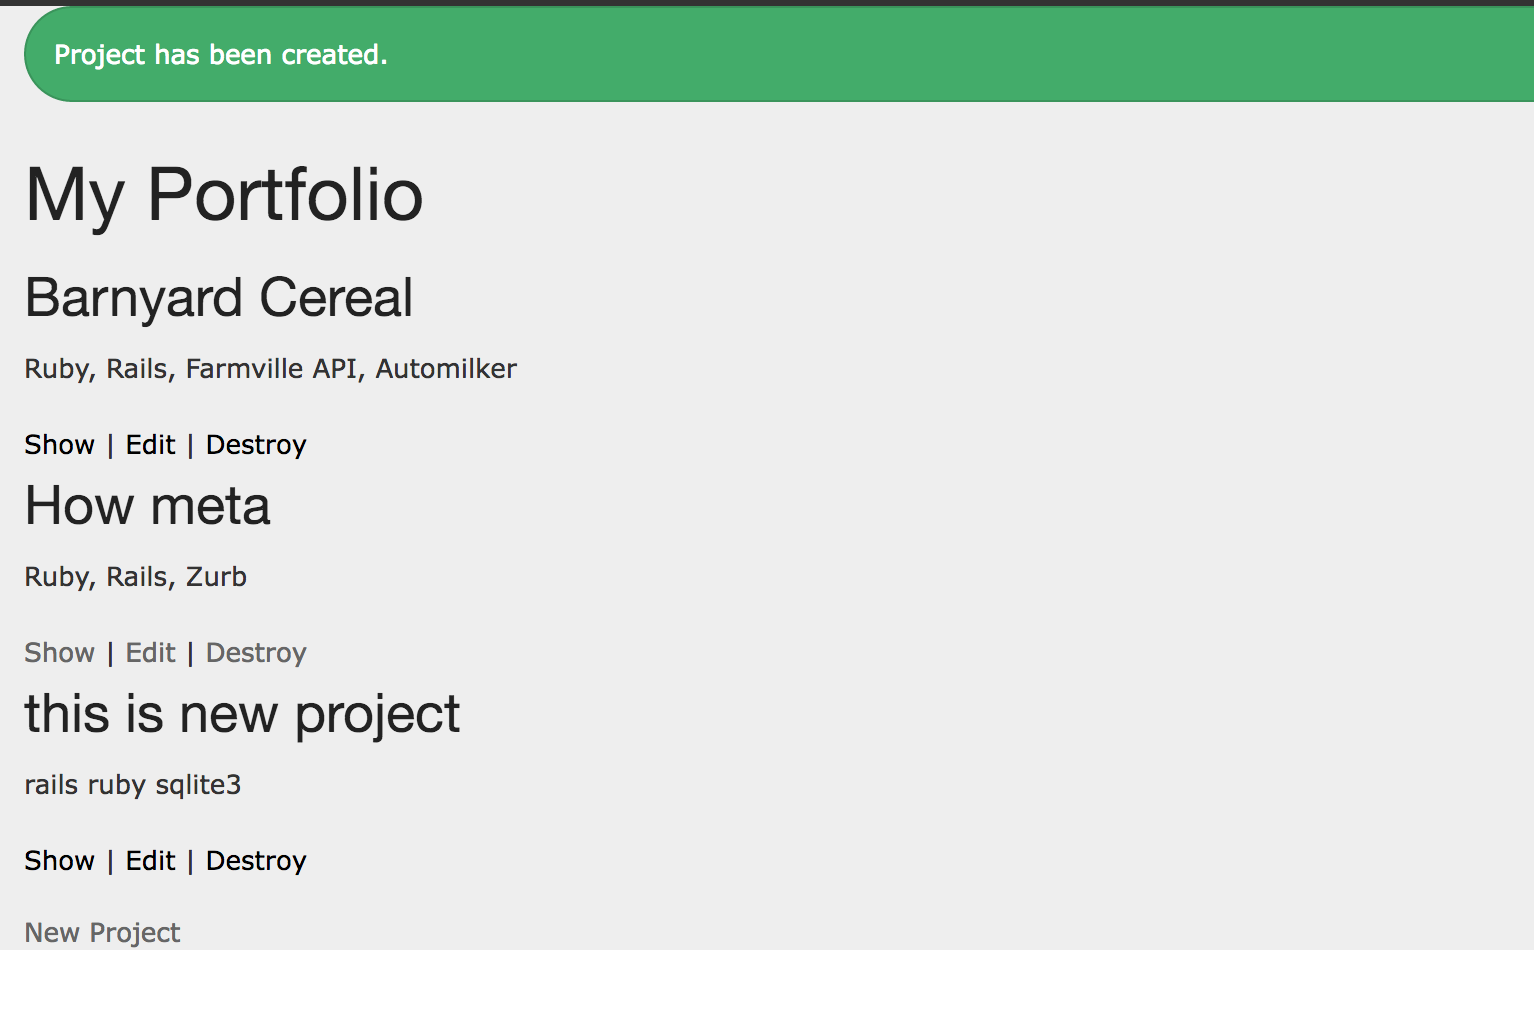 Project has been created.
My Portfolio
Barnyard Cereal
Ruby, Rails, Farmville API, Automilker
Show | Edit | Destroy
How meta
Ruby, Rails, Zurb
Show | Edit | Destroy
this is new project
rails ruby sqlite3
Show | Edit | Destroy
New Project